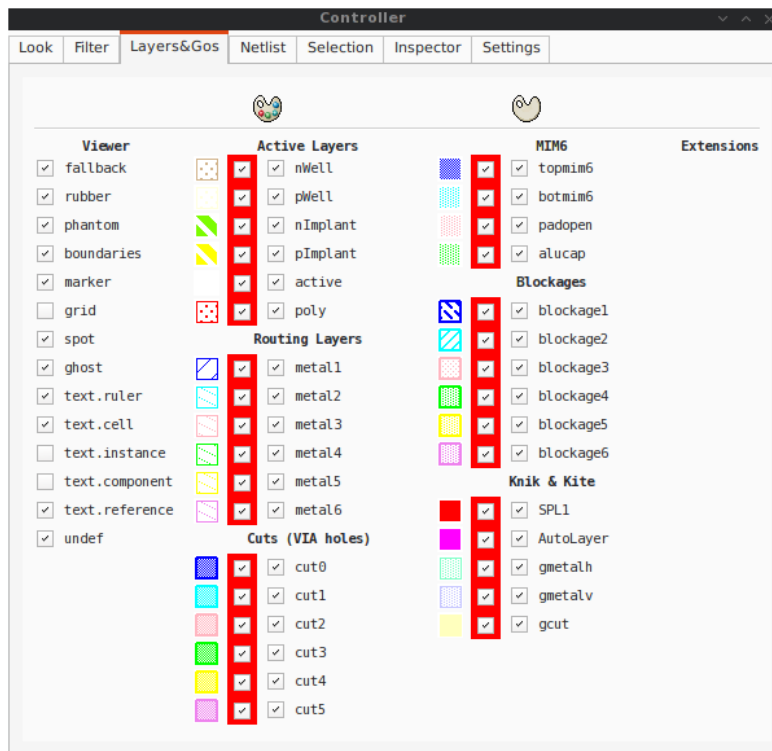 Controller
Look Filter Layers&Gos Netlist Selection Inspector Settings
Viewer Active Layers MIM6 Extensions
fallback nWell topmim6
rubber pWell botmim6
phantom nImplant padopen
boundaries pImplant alucap
marker active Blockages
grid poly blockage1
spot Routing Layers blockage2
ghost metal1 blockage3
text.ruler metal2 blockage4
text.cell metal3 blockage5
text.instance metal4 blockage6
text.component metal5 Knik & Kite
text.reference metal6 SPL1
undef Cuts (VIA holes) AutoLayer
cut0 gmetalh
cut1 gmetalv
cut2 gcut
cut3
cut4
cut5